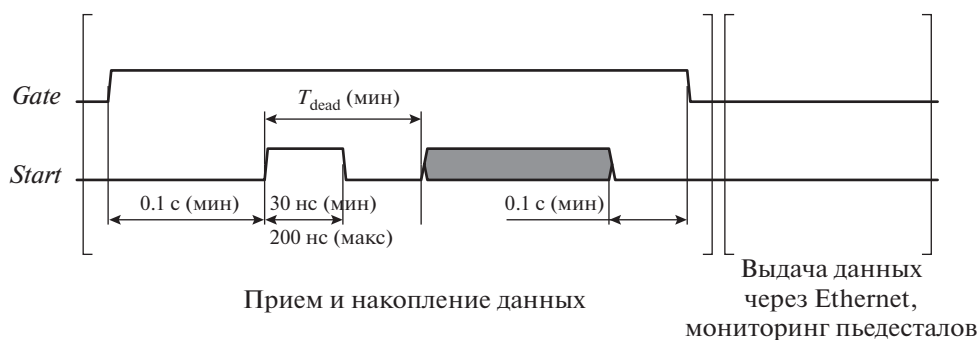 Gate
T_dead (мин)
Start
0.1 с (мин)
30 нс (мин)
0.1 с (мин)
200 нс (макс)
Прием и накопление данных
Выдача данных
через Ethernet,
мониторинг пьедесталов